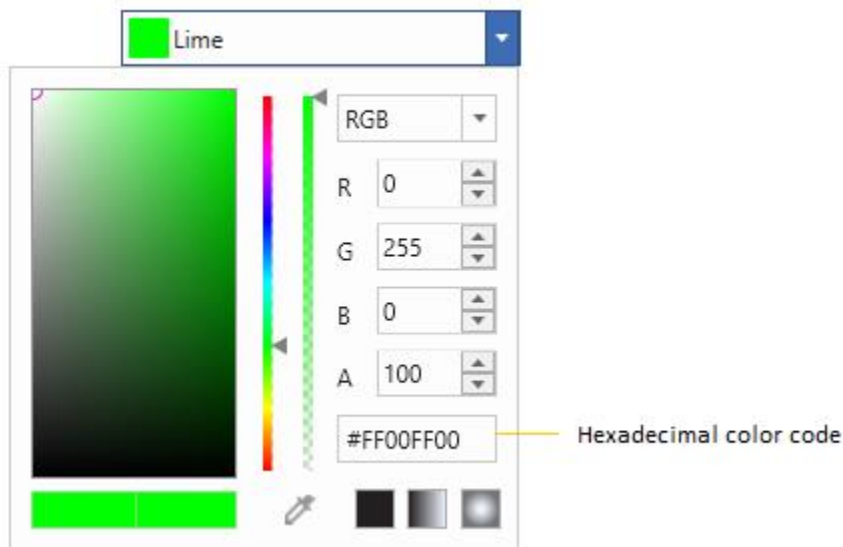 Lime
RGB
R 0
G 255
B 0
A 100
#FF00FF00
Hexadecimal color code